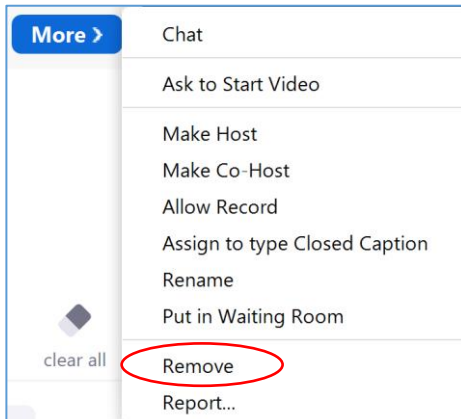 More >
Chat
Ask to Start Video
Make Host
Make Co-Host
Allow Record
Assign to type Closed Caption
Rename
Put in Waiting Room
clear all
Remove
Report...